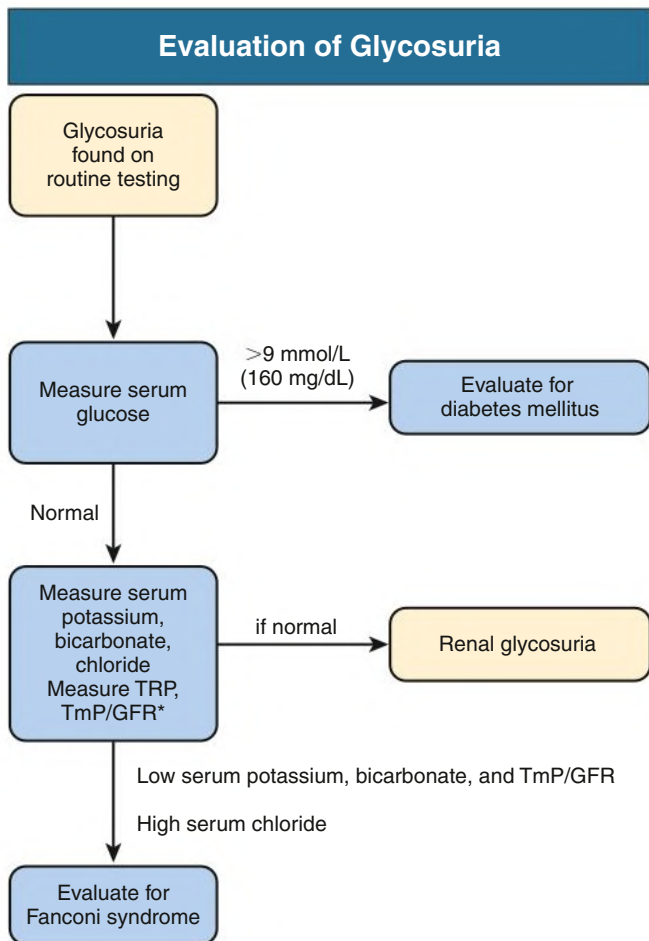 Evaluation of Glycosuria
Glycosuria
found on
routine testing
Measure serum
glucose
>9 mmol/L
(160 mg/dL)
Evaluate for
diabetes mellitus
Normal
Measure serum
potassium,
bicarbonate,
chloride
Measure TRP,
TmP/GFR*
if normal
Renal glycosuria
Low serum potassium, bicarbonate, and TmP/GFR
High serum chloride
Evaluate for
Fanconi syndrome